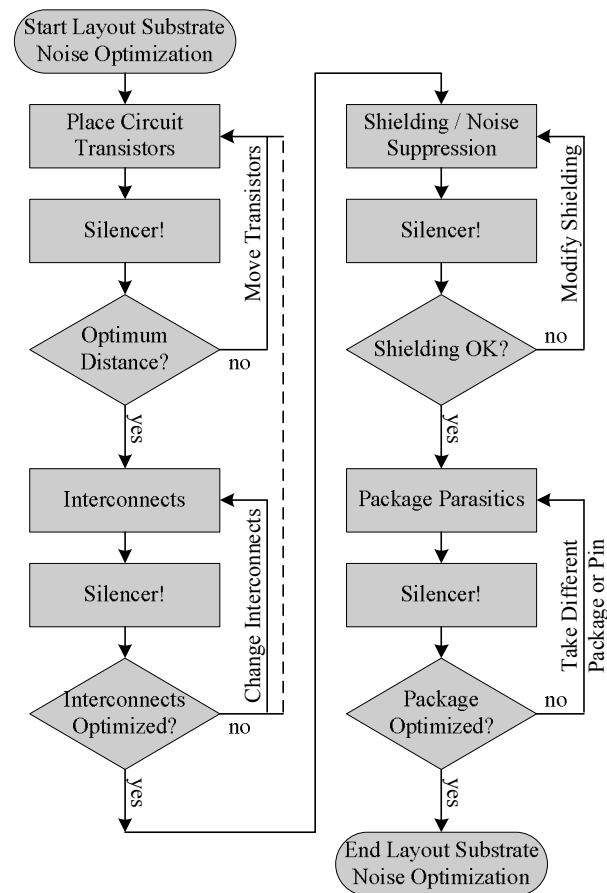 Start Layout Substrate
Noise Optimization
Place Circuit
Transistors
Move Transistors
Silencer!
Optimum
Distance?
no
yes
Interconnects
Change Interconnects
Silencer!
Interconnects
Optimized?
no
yes
Shielding / Noise
Suppression
Modify Shielding
Silencer!
Shielding OK?
no
yes
Package Parasitics
Take Different
Package or Pin
Silencer!
Package
Optimized?
no
yes
End Layout Substrate
Noise Optimization